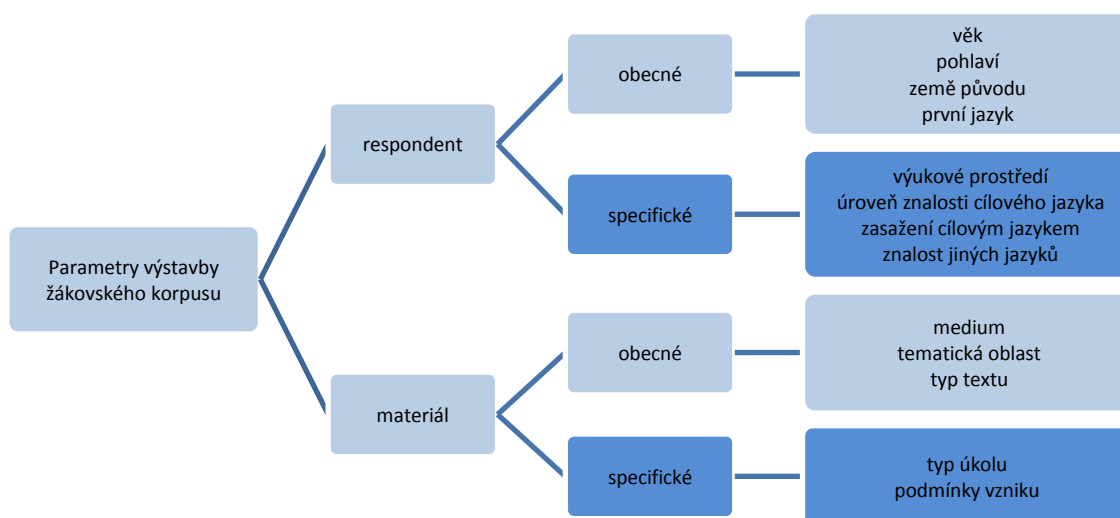 Parametry výstavby
žákovského korpusu
respondent
obecné
věk
pohlaví
země původu
první jazyk
specifické
výukové prostředí
úroveň znalosti cílového jazyka
zasažení cílovým jazykem
znalost jiných jazyků
materiál
obecné
medium
tematická oblast
typ textu
specifické
typ úkolu
podmínky vzniku